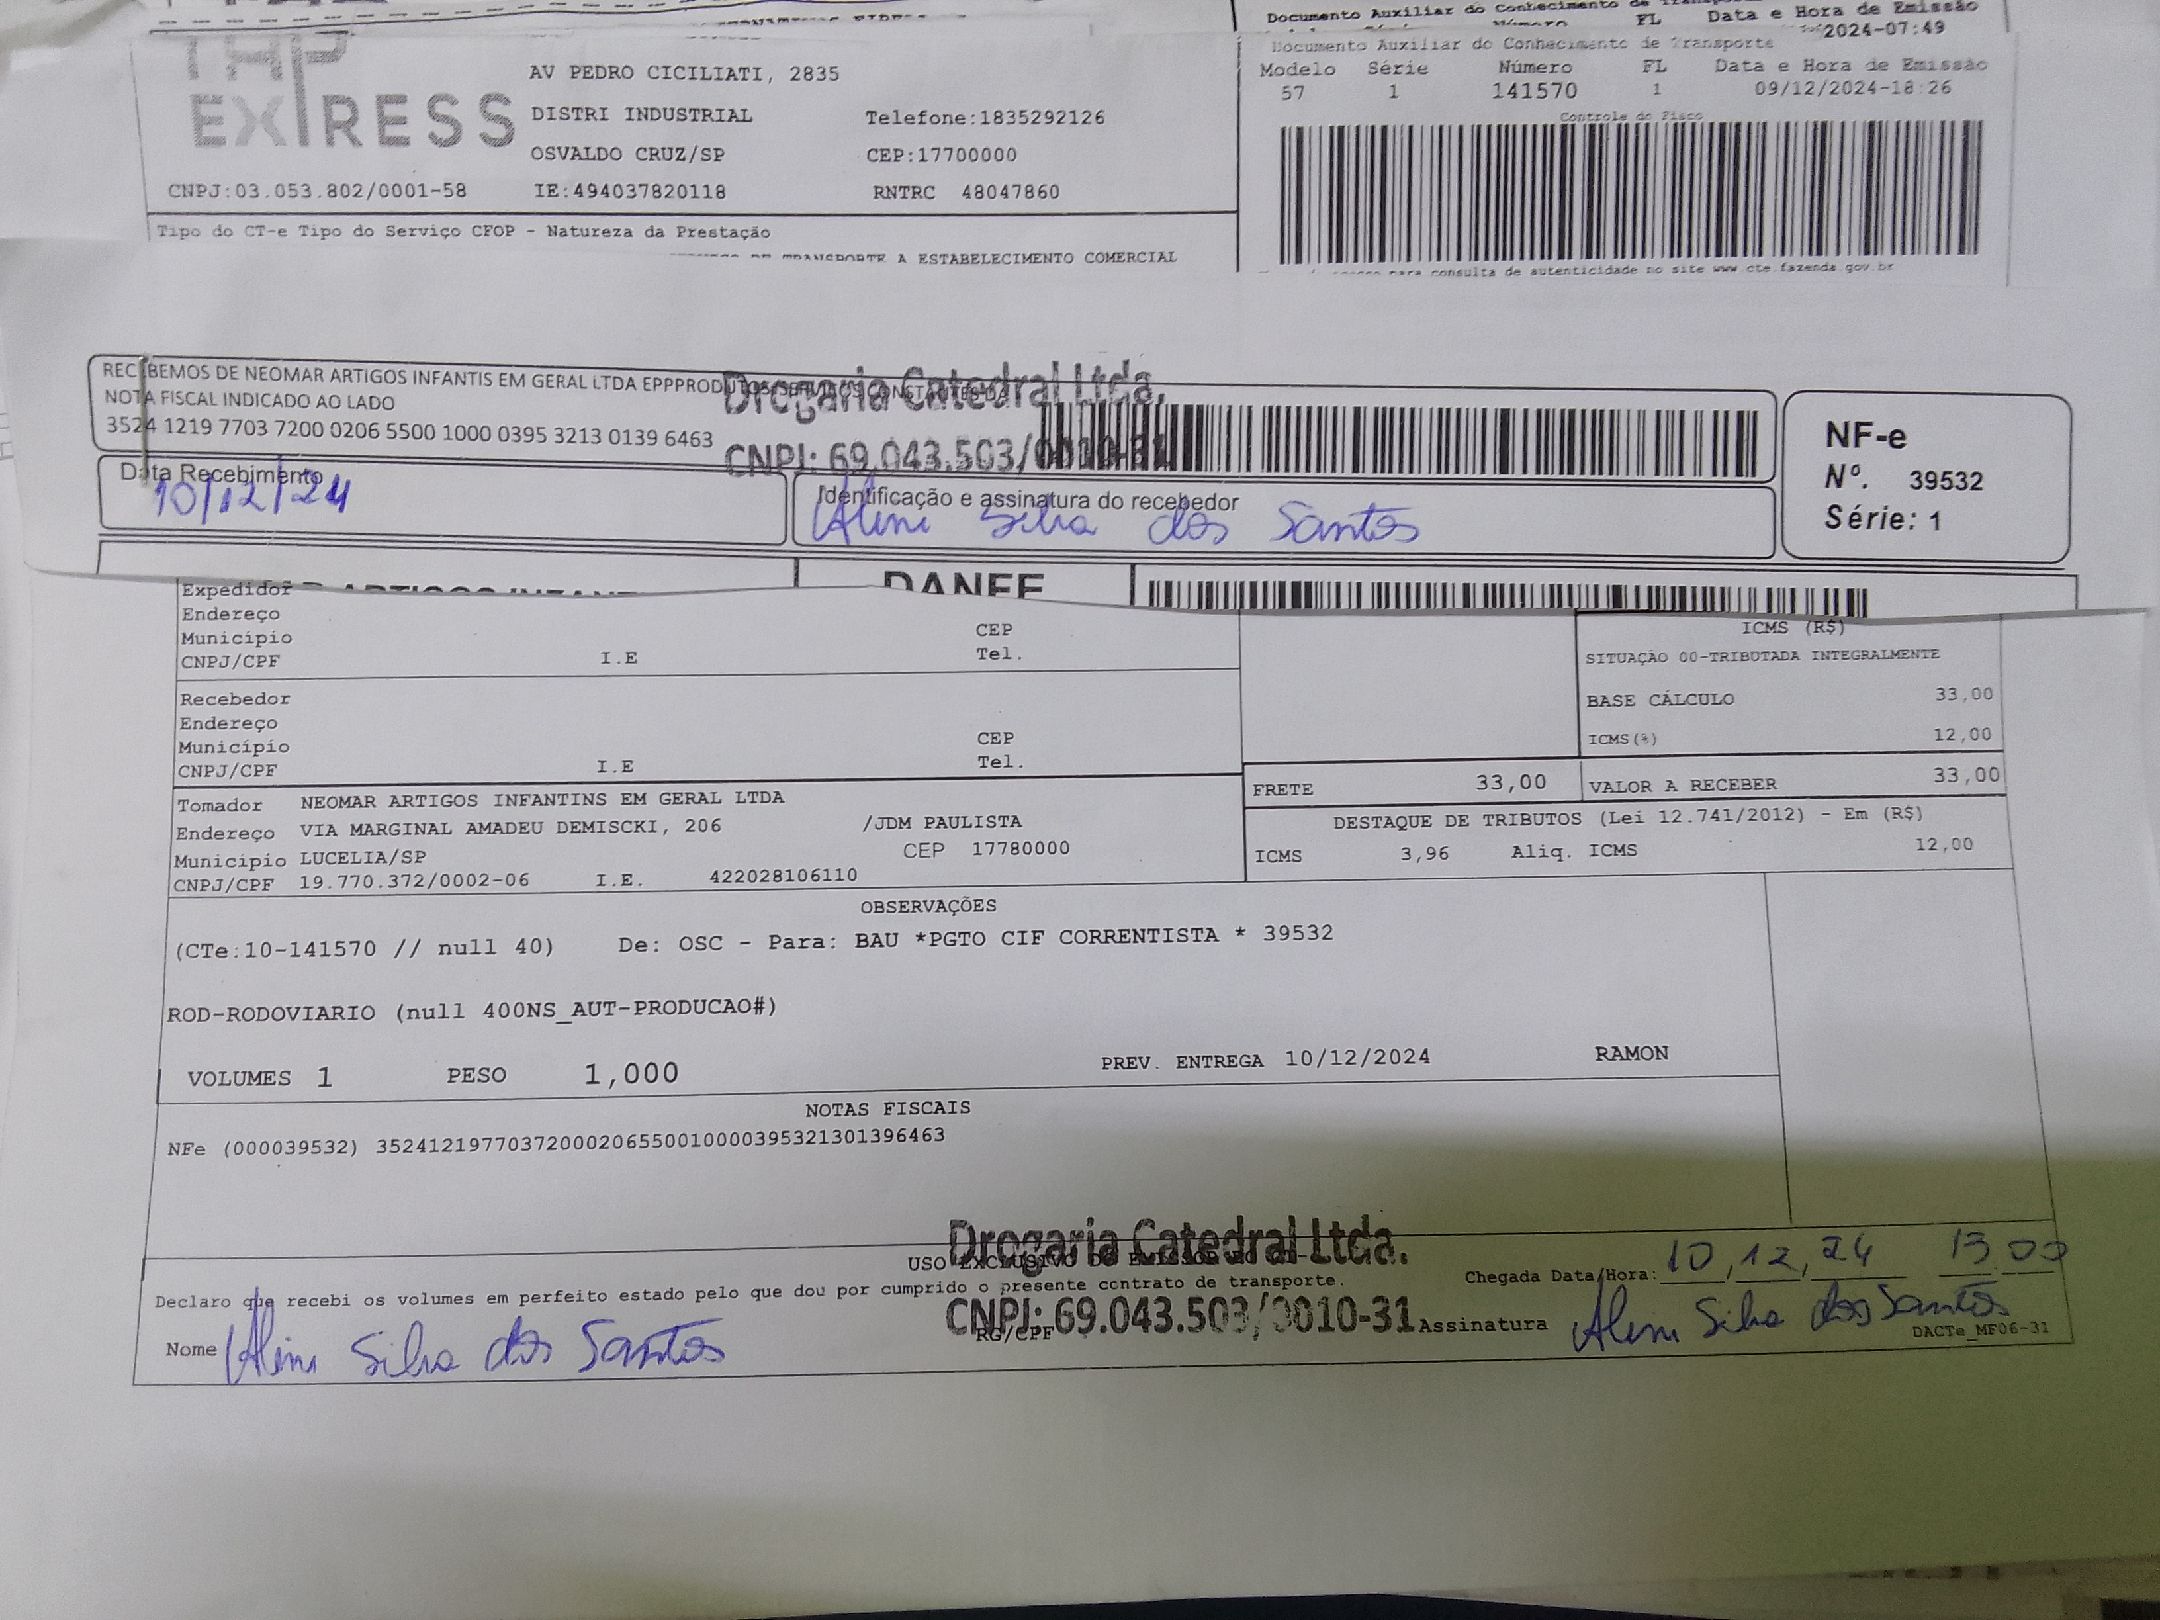 Documento Auxiliar do Conhecimento de
FL Data e Hora de Emissão
2024-07:49
THP
EXPRESS
AV PEDRO CICILIATI, 2835
DISTRI INDUSTRIAL Telefone:1835292126
OSVALDO CRUZ/SP CEP:17700000
CNPJ:03.053.802/0001-58 IE:494037820118 RNTRC 48047860
Tipo do CT-e Tipo do Serviço CFOP - Natureza da Prestação
DE TRANSPORTE A ESTABELECIMENTO COMERCIAL
Documento Auxiliar do Conhecimento de Transporte
Modelo Série Número FL Data e Hora de Emissão
57 1 141570 1 09/12/2024-18:26
Controle do Fisco
para consulta de autenticidade no site www.cte.fazenda.gov.br
RECEBEMOS DE NEOMAR ARTIGOS INFANTIS EM GERAL LTDA EPPPRODUTOS
NOTA FISCAL INDICADO AO LADO
3524 1219 7703 7200 0206 5500 1000 0395 3213 0139 6463
Drogaria Catedral Ltda.
CNPJ: 69.043.503/0010-31
Data Recebimento
10/12/24
Identificação e assinatura do recebedor
Aline Silva dos Santos
NF-e
Nº. 39532
Série: 1
DANFE
Expedidor
Endereço
Município CEP
CNPJ/CPF I.E Tel.
Recebedor
Endereço
Município CEP
CNPJ/CPF I.E Tel.
ICMS (R$)
SITUAÇÃO 00-TRIBUTADA INTEGRALMENTE
BASE CÁLCULO 33,00
ICMS(%) 12,00
FRETE 33,00 VALOR A RECEBER 33,00
DESTAQUE DE TRIBUTOS (Lei 12.741/2012) - Em (R$)
ICMS 3,96 Aliq. ICMS 12,00
Tomador NEOMAR ARTIGOS INFANTINS EM GERAL LTDA
Endereço VIA MARGINAL AMADEU DEMISCKI, 206 /JDM PAULISTA
Municipio LUCELIA/SP CEP 17780000
CNPJ/CPF 19.770.372/0002-06 I.E. 422028106110
OBSERVAÇÕES
(CTe:10-141570 // null 40) De: OSC - Para: BAU *PGTO CIF CORRENTISTA * 39532
ROD-RODOVIARIO (null 400NS_AUT-PRODUCAO#)
VOLUMES 1 PESO 1,000 PREV. ENTREGA 10/12/2024 RAMON
NOTAS FISCAIS
NFe (000039532) 35241219770372000206550010000395321301396463
Drogaria Catedral Ltda.
USO EXCLUSIVO DO EMISSOR
Declaro que recebi os volumes em perfeito estado pelo que dou por cumprido o presente contrato de transporte.
Chegada Data/Hora: 10, 12, 24 13 00
CNPJ: 69.043.503/0010-31
Nome Aline Silva dos Santos RG/CPF Assinatura Aline Silva dos Santos
DACTe_MF06-31